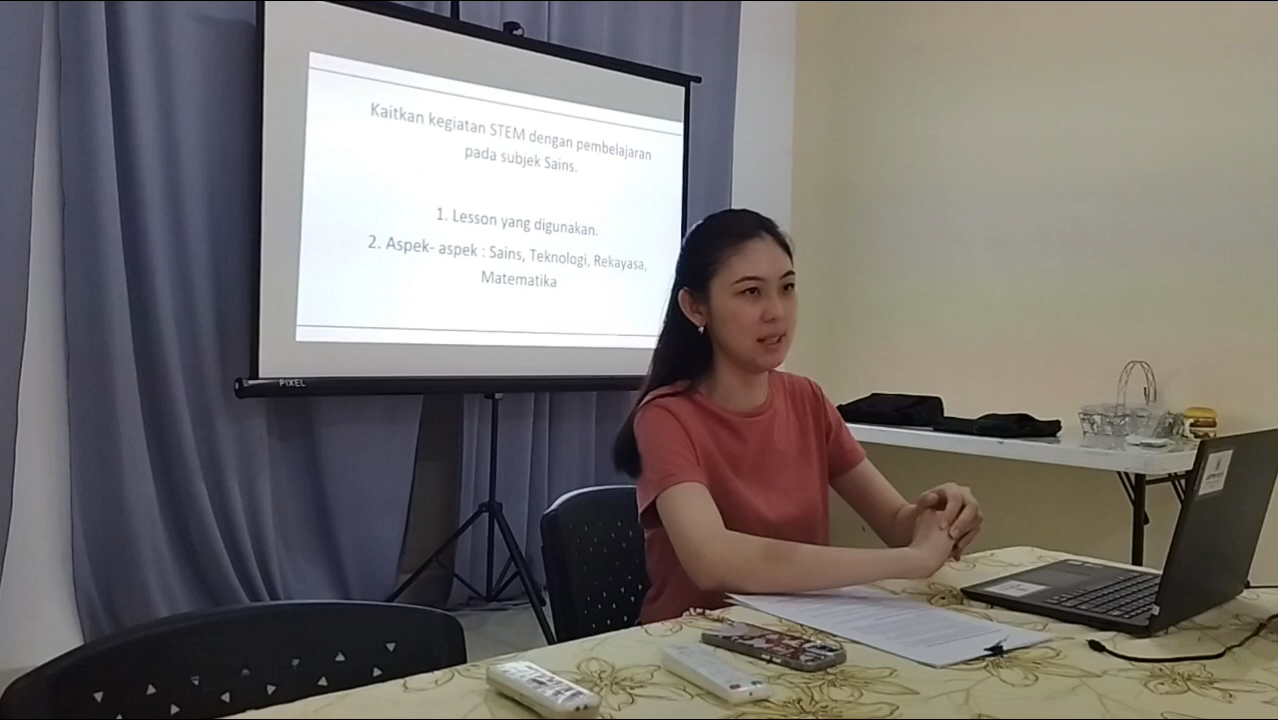 Kaitkan kegiatan STEM dengan pembelajaran
pada subjek Sains.
1. Lesson yang digunakan.
2. Aspek- aspek : Sains, Teknologi, Rekayasa,
Matematika
PIXEL